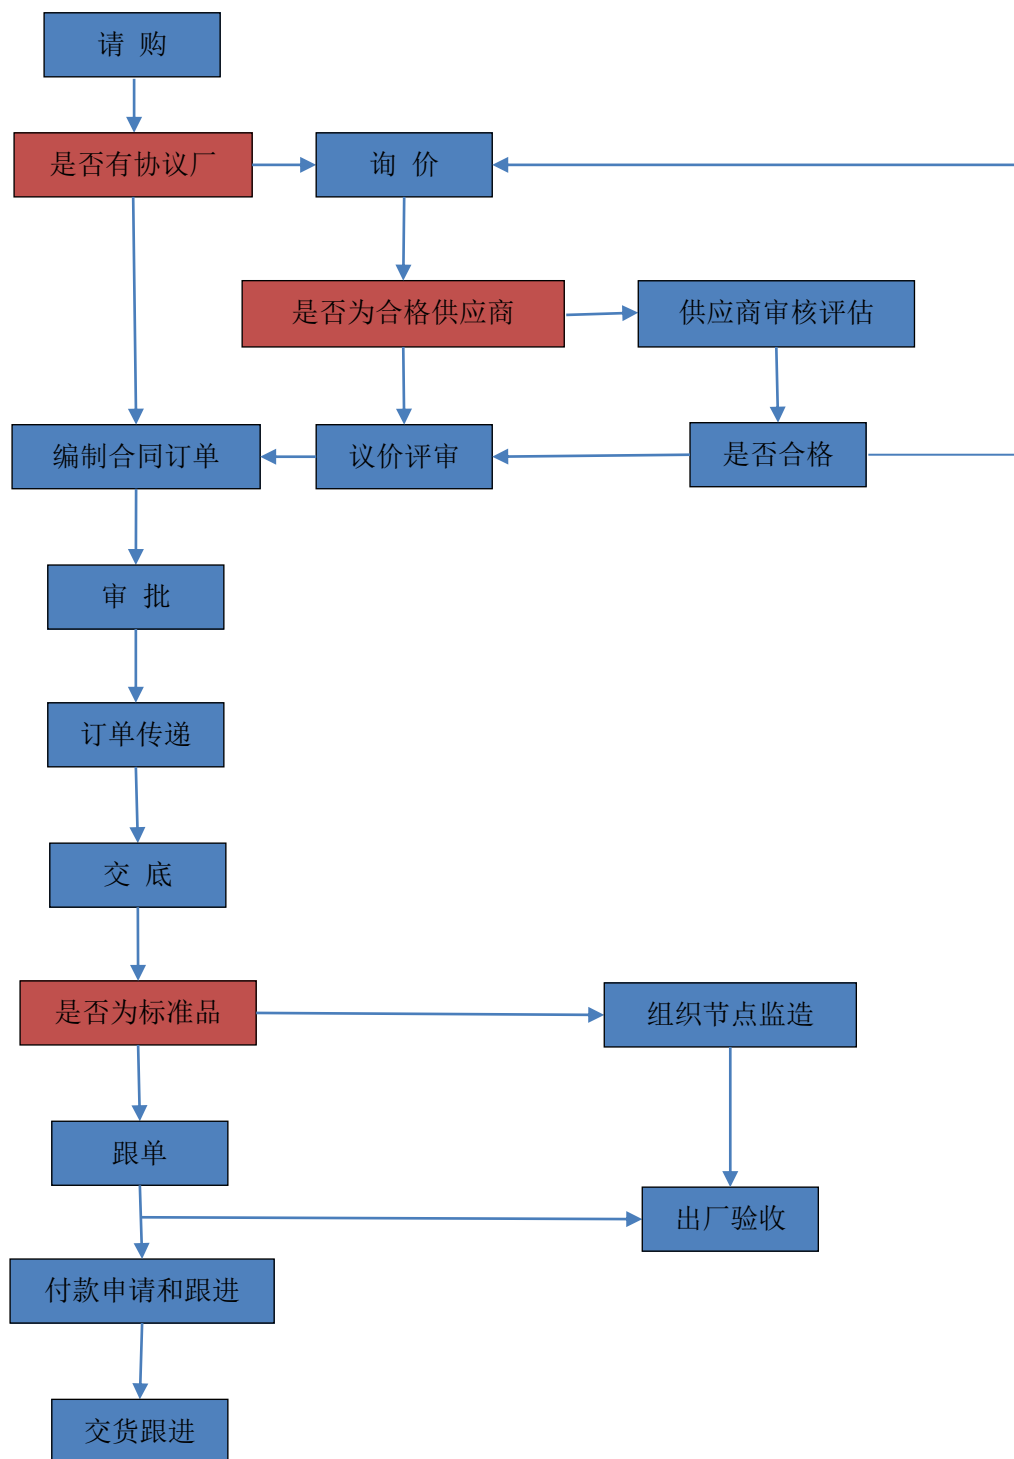 请 购
是否有协议厂
询 价
是否为合格供应商
供应商审核评估
编制合同订单
议价评审
是否合格
审 批
订单传递
交 底
是否为标准品
组织节点监造
跟单
出厂验收
付款申请和跟进
交货跟进